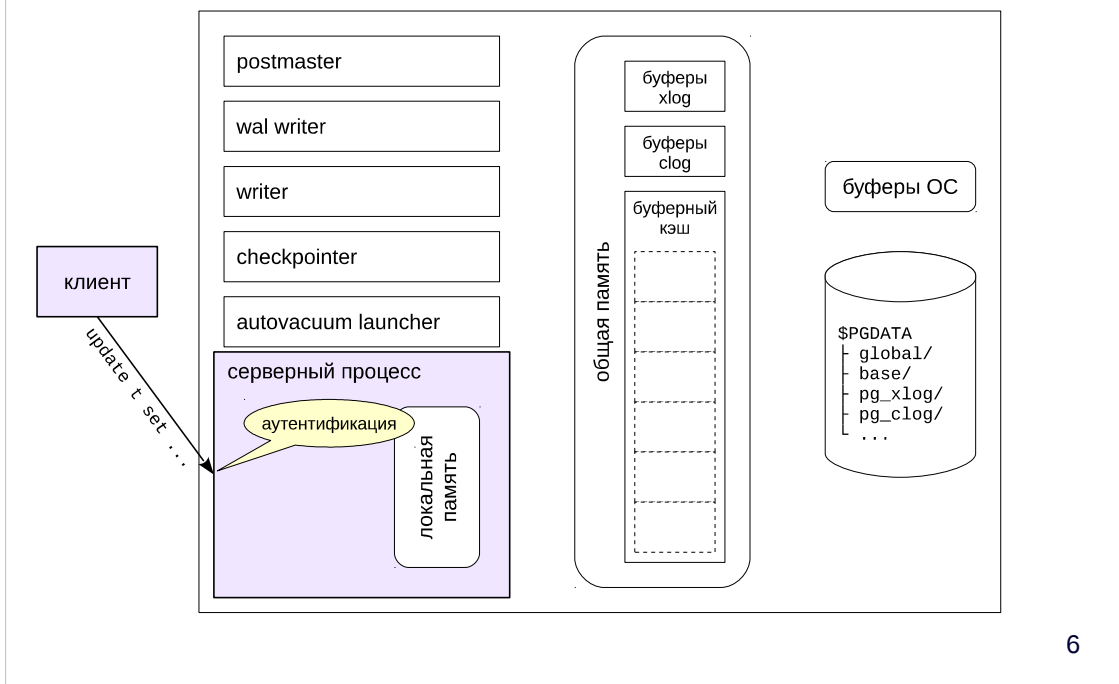 postmaster
wal writer
writer
checkpointer
autovacuum launcher
клиент
update t set ...
серверный процесс
аутентификация
локальная
память
общая память
буферы
xlog
буферы
clog
буферный
кэш
буферы ОС
$PGDATA
global/
base/
pg_xlog/
pg_clog/
...
6